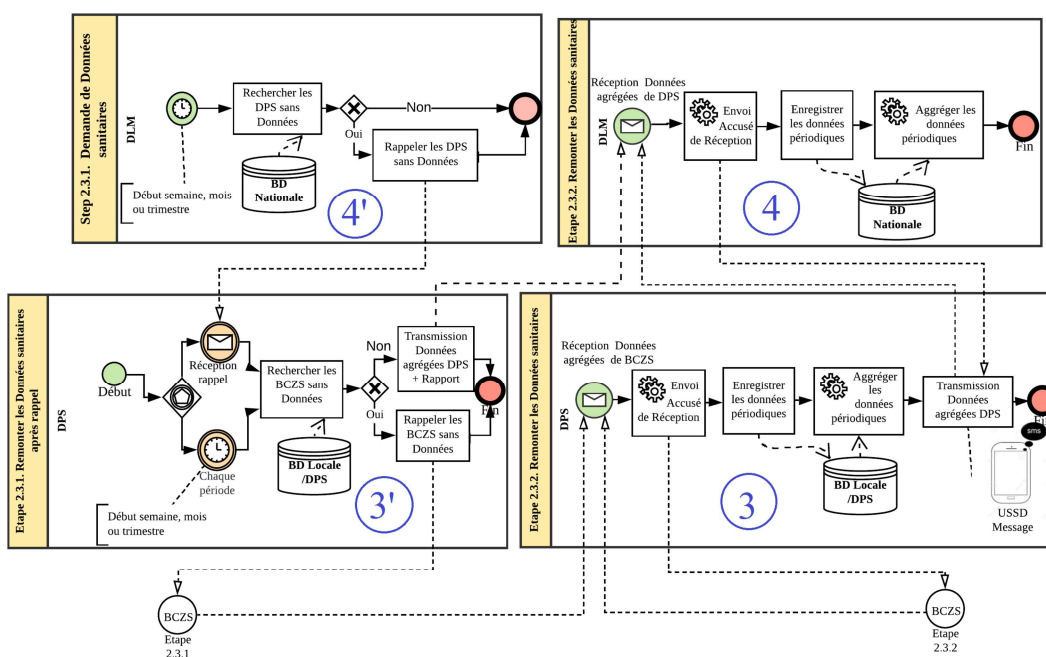 Step 2.3.1. Demande de Données
sanitaires
DLM
Rechercher les
DPS sans
Données
Non
Oui
Rappeler les DPS
sans Données
BD
Nationale
Début semaine, mois
ou trimestre
4'
Etape 2.3.2. Remonter les Données sanitaires
DLM
Réception Données
agrégées de DPS
Envoi
Accusé
de Réception
Enregistrer
les données
périodiques
Aggréger les
données
périodiques
Fin
BD
Nationale
4
Etape 2.3.1. Remonter les Données sanitaires
après rappel
DPS
Début
Réception
rappel
Chaque
période
Début semaine, mois
ou trimestre
Rechercher les
BCZS sans
Données
Non
Oui
Transmission
Données
agrégées DPS
+ Rapport
Fin
Rappeler les
BCZS sans
Données
BD Locale
/DPS
3'
Etape 2.3.2. Remonter les Données sanitaires
DPS
Réception Données
agrégées de BCZS
Envoi
Accusé
de Réception
Enregistrer
les données
périodiques
Aggréger
les
données
périodiques
Transmission
Données
agrégées DPS
Fi
sms
BD Locale
/DPS
USSD
Message
3
BCZS
Etape
2.3.1
BCZS
Etape
2.3.2